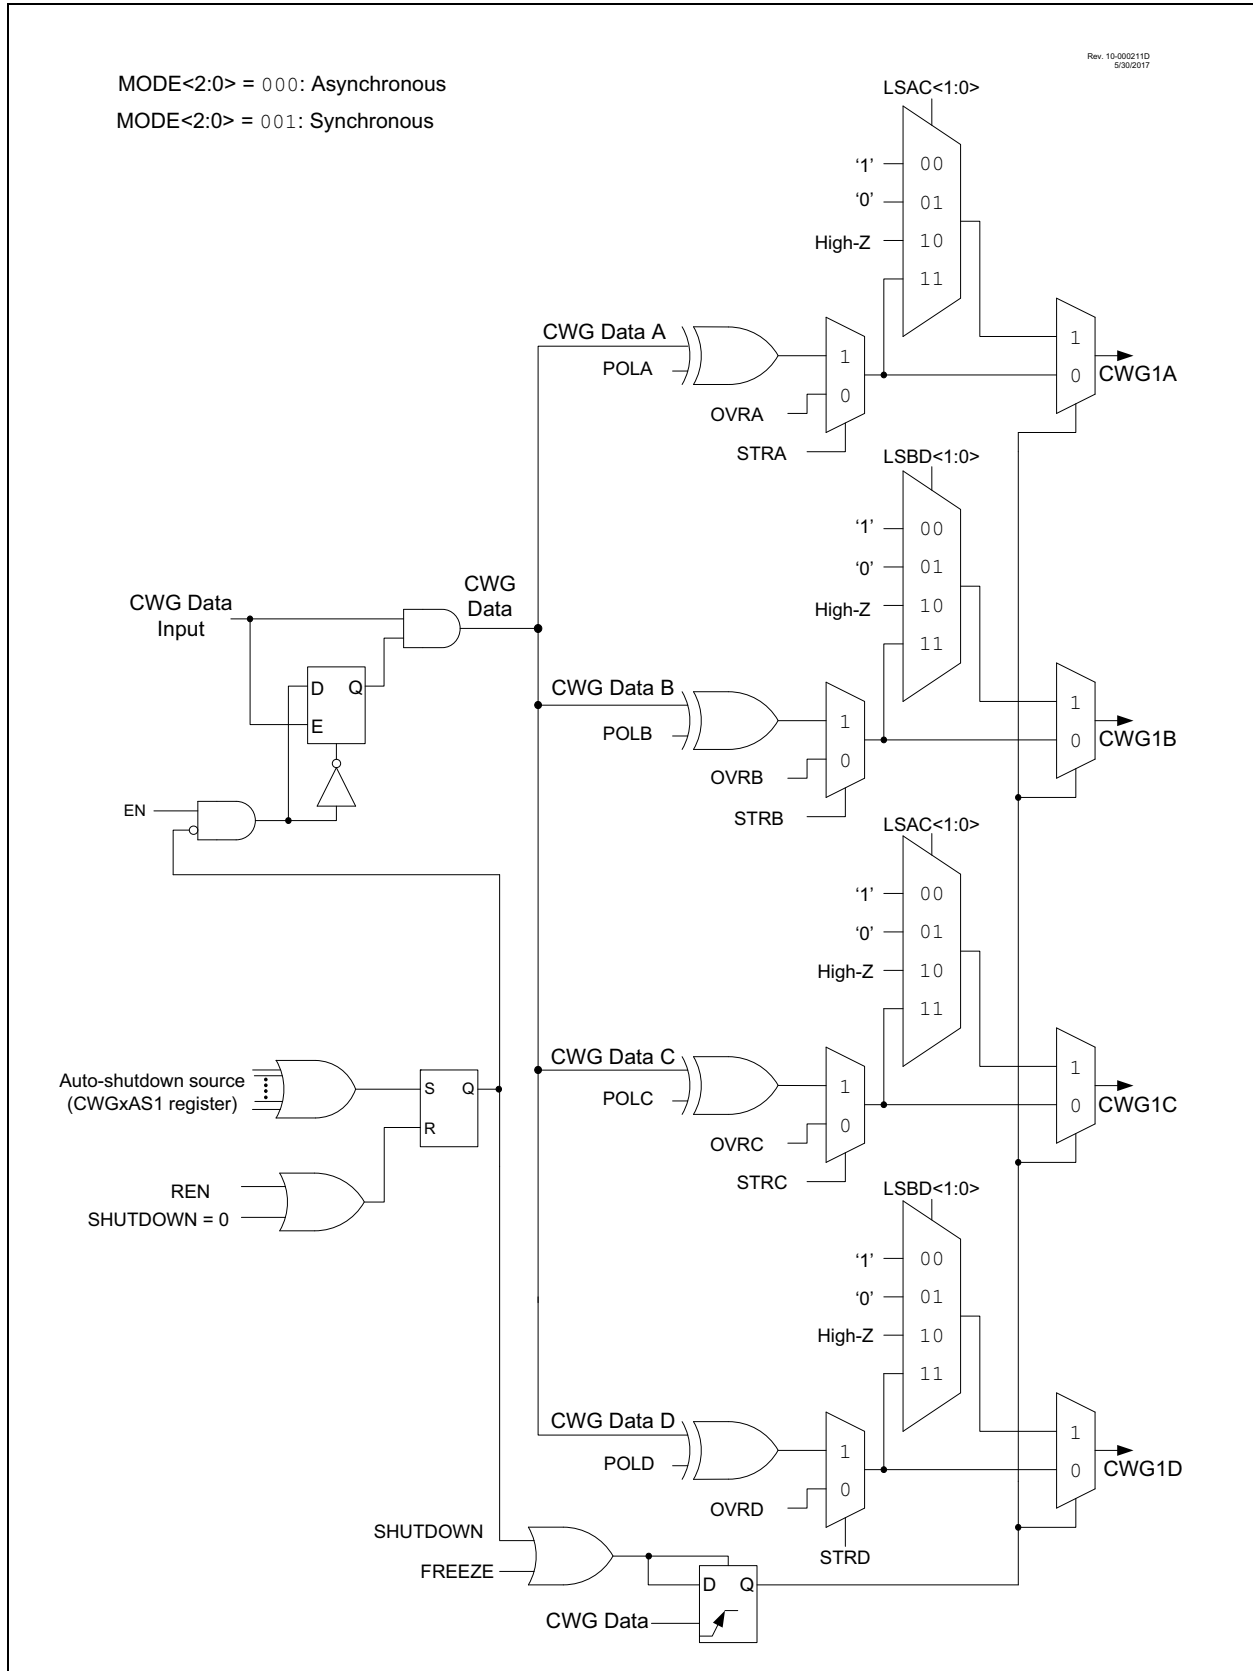 Rev. 10-000211D
5/30/2017
MODE<2:0> = 000: Asynchronous
MODE<2:0> = 001: Synchronous
LSAC<1:0>
‘1’
00
‘0’
01
High-Z
10
11
CWG Data A
POLA
1
OVRA
0
STRA
1
0
CWG1A
LSBD<1:0>
‘1’
00
‘0’
01
High-Z
10
11
CWG Data
Input
CWG
Data
D Q
E
EN
CWG Data B
POLB
1
OVRB
0
STRB
1
0
CWG1B
LSAC<1:0>
‘1’
00
‘0’
01
High-Z
10
11
Auto-shutdown source
(CWGxAS1 register)
S Q
R
REN
SHUTDOWN = 0
CWG Data C
POLC
1
OVRC
0
STRC
1
0
CWG1C
LSBD<1:0>
‘1’
00
‘0’
01
High-Z
10
11
CWG Data D
POLD
1
OVRD
0
STRD
1
0
CWG1D
SHUTDOWN
FREEZE
D Q
CWG Data